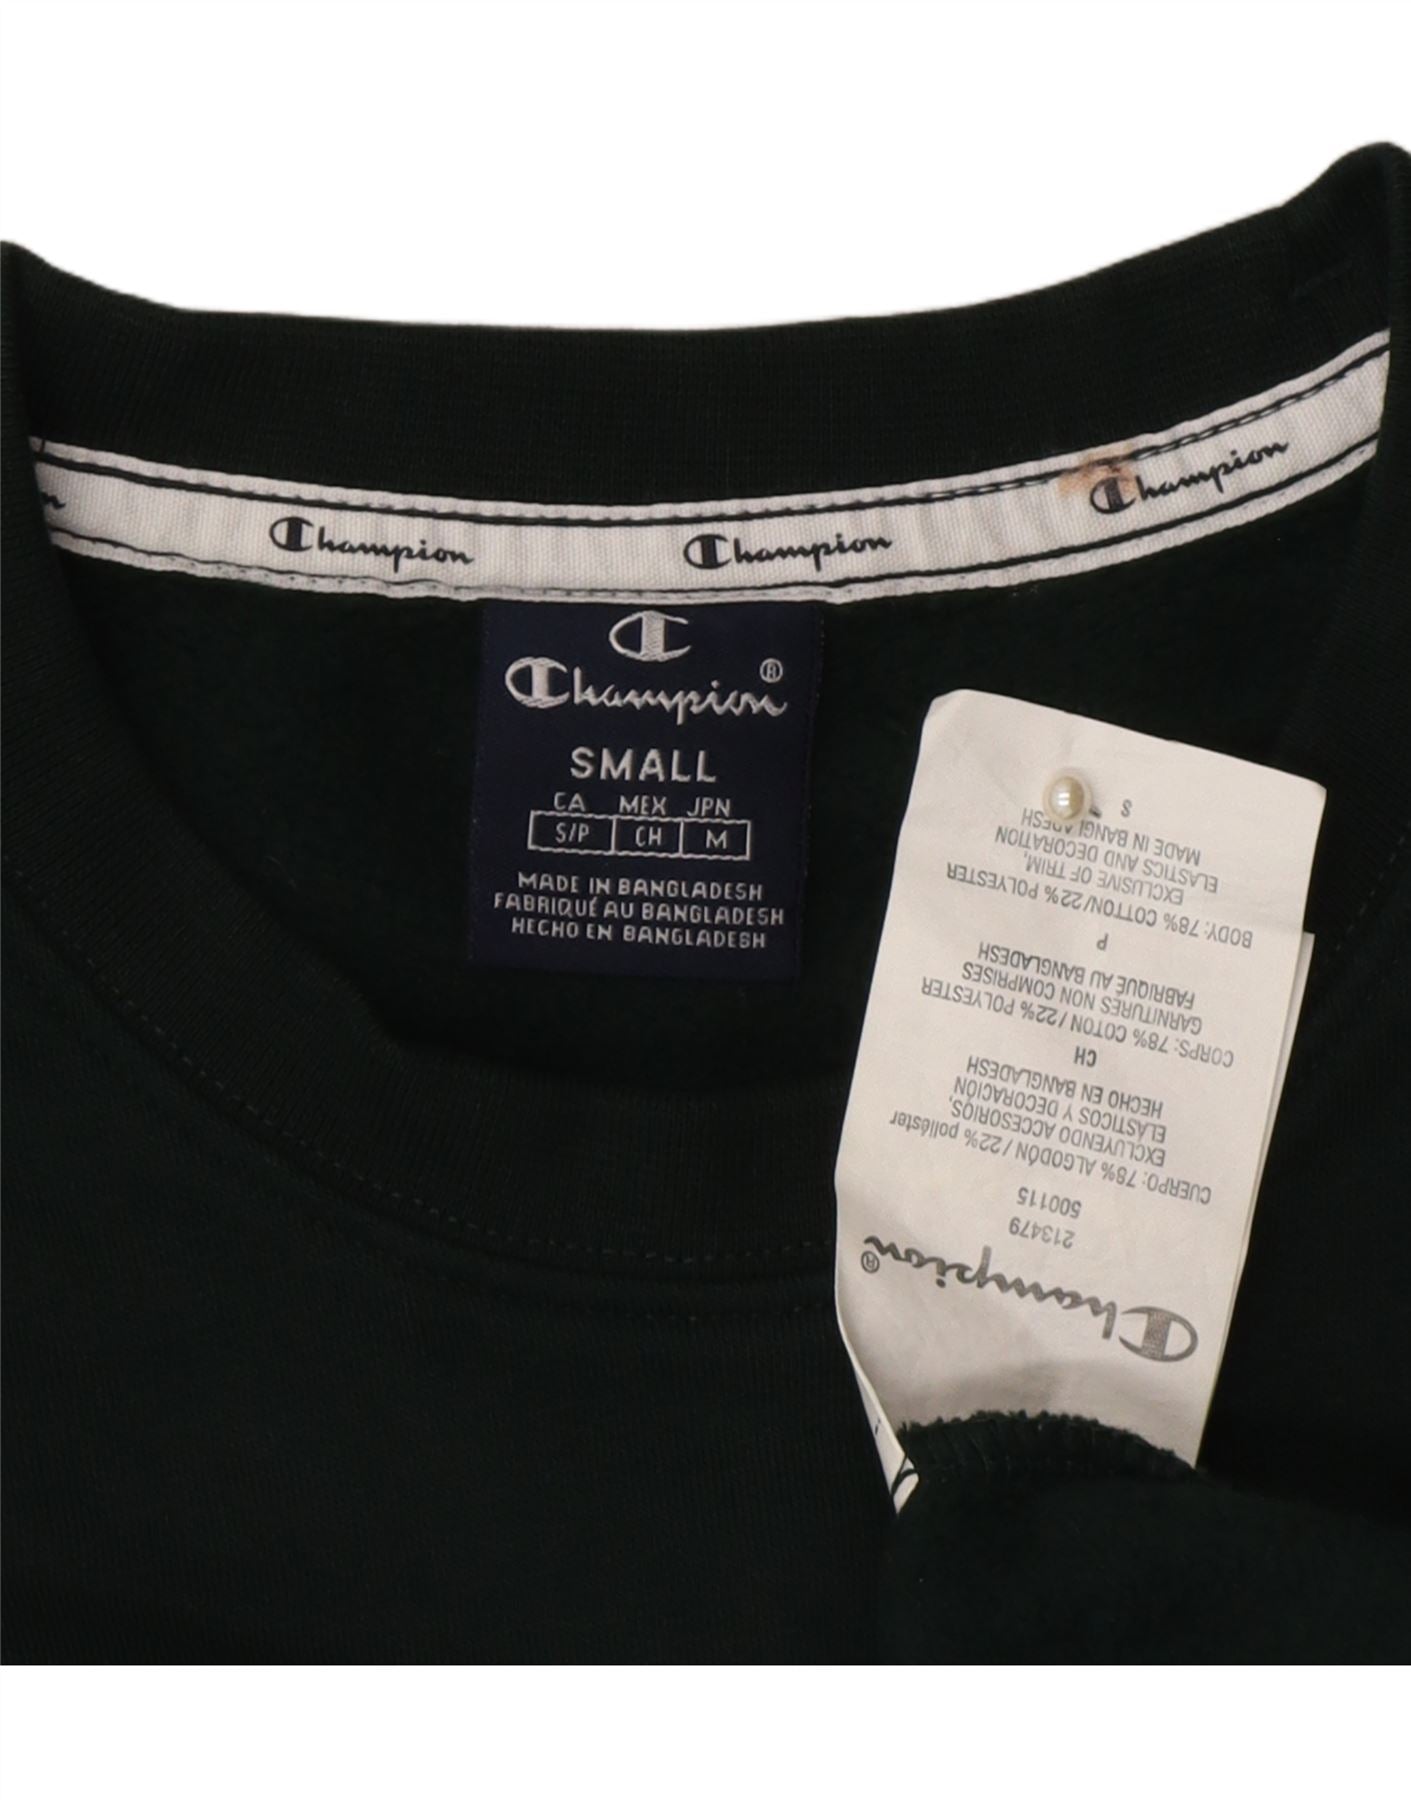 Champion
Champion
Champion
Champion®
SMALL
CA MEX JPN
S/P CH M
MADE IN BANGLADESH
FABRIQUÉ AU BANGLADESH
HECHO EN BANGLADESH
Champion®
213479
500115
CUERPO: 78% ALGODÓN/22% poliéster
EXCLUYENDO ACCESORIOS,
ELÁSTICOS Y DECORACIÓN
HECHO EN BANGLADESH
CH
CORPS: 78% COTON/22% POLYESTER
GARNITURES NON COMPRISES
FABRIQUÉ AU BANGLADESH
P
BODY: 78% COTTON/22% POLYESTER
EXCLUSIVE OF TRIM,
ELASTICS AND DECORATION
MADE IN BANGLADESH
S